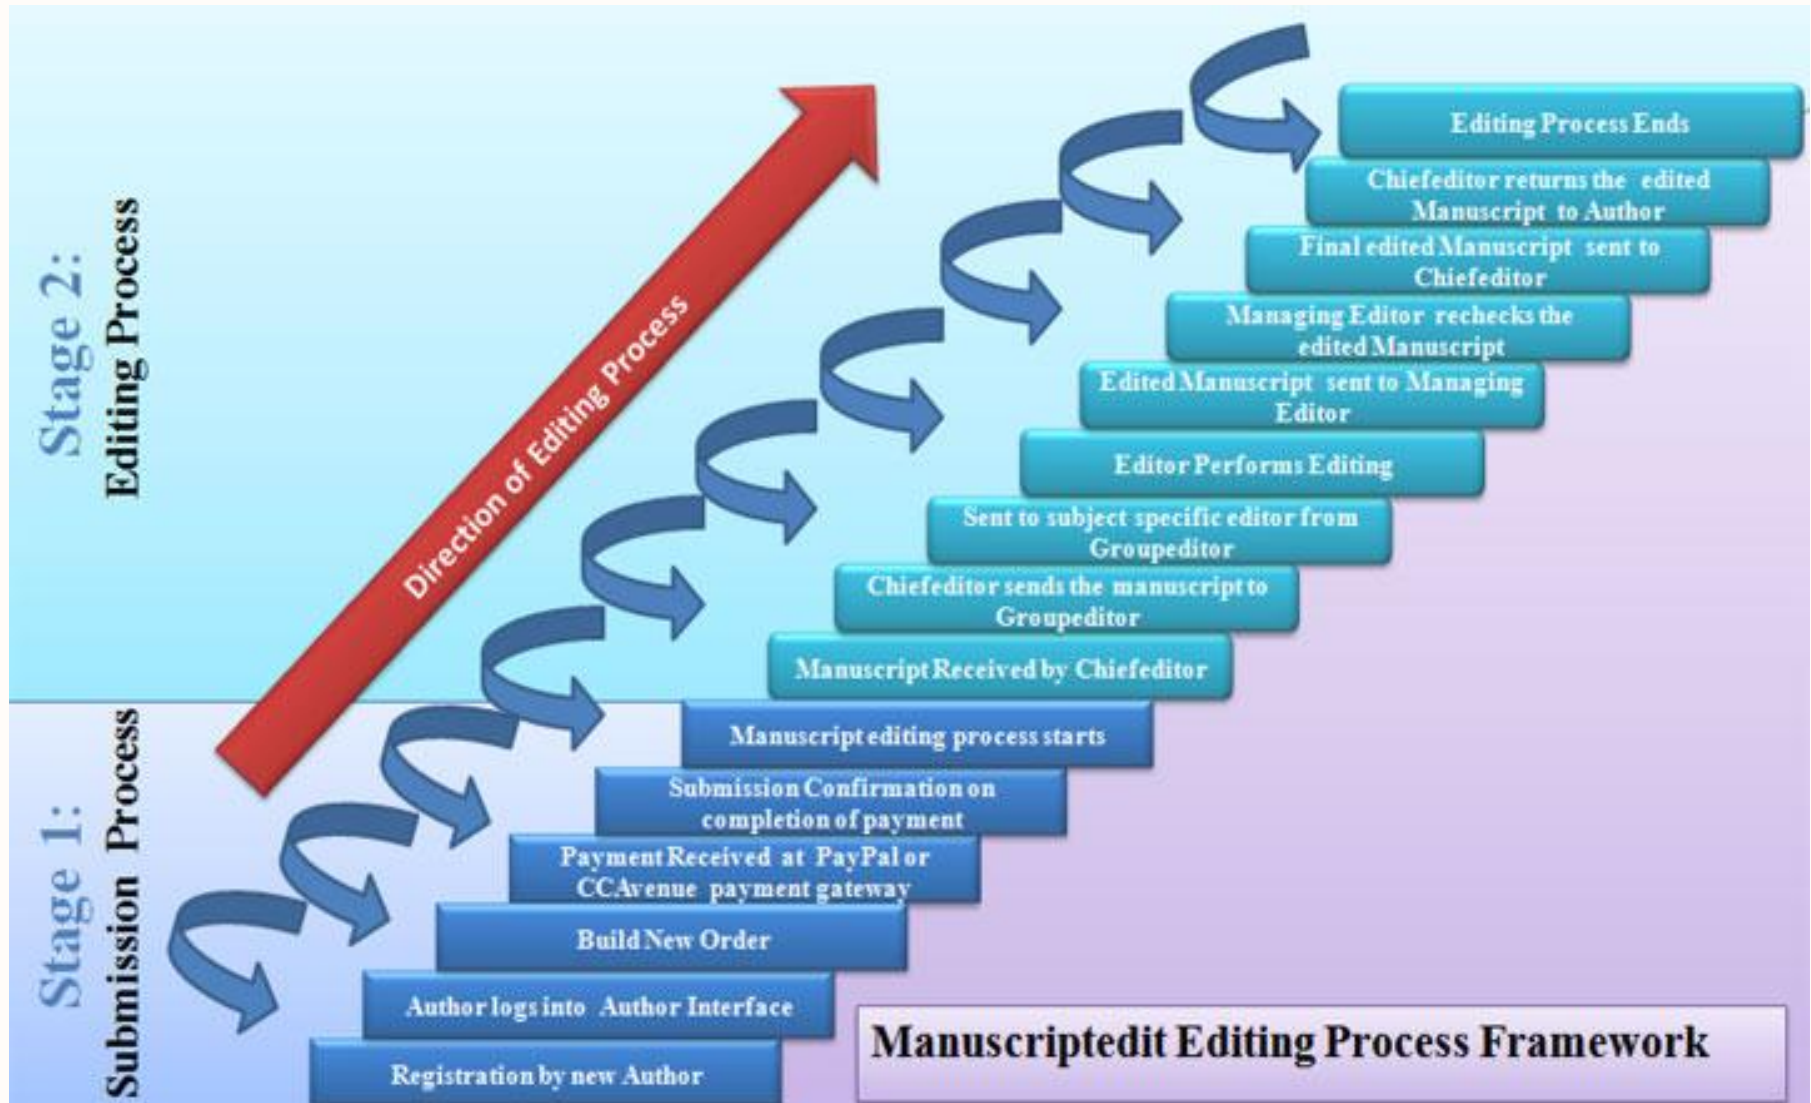 Editing Process Ends
Chiefeditor returns the edited
Manuscript to Author
Final edited Manuscript sent to
Chiefeditor
Managing Editor rechecks the
edited Manuscript
Edited Manuscript sent to Managing
Editor
Editor Performs Editing
Sent to subject specific editor from
Groupeditor
Chiefeditor sends the manuscript to
Groupeditor
Manuscript Received by Chiefeditor
Manuscript editing process starts
Submission Confirmation on
completion of payment
Payment Received at PayPal or
CCAvenue payment gateway
Build New Order
Author logs into Author Interface
Registration by new Author
Direction of Editing Process
Stage 2:
Editing Process
Stage 1:
Submission Process
Manuscriptedit Editing Process Framework